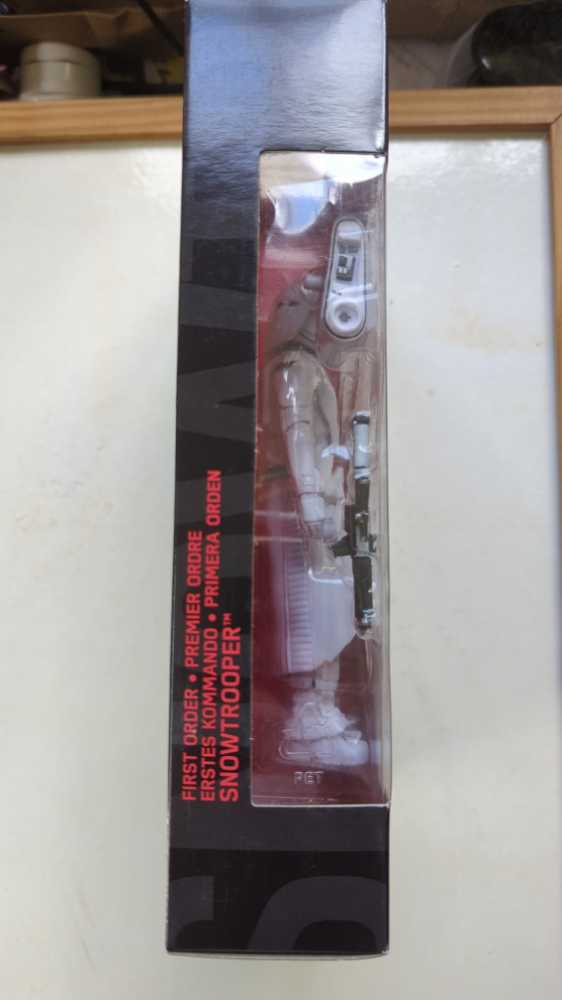 FIRST ORDER • PREMIER ORDRE
ERSTES KOMMANDO • PRIMERA ORDEN
SNOWTROOPER™
PET